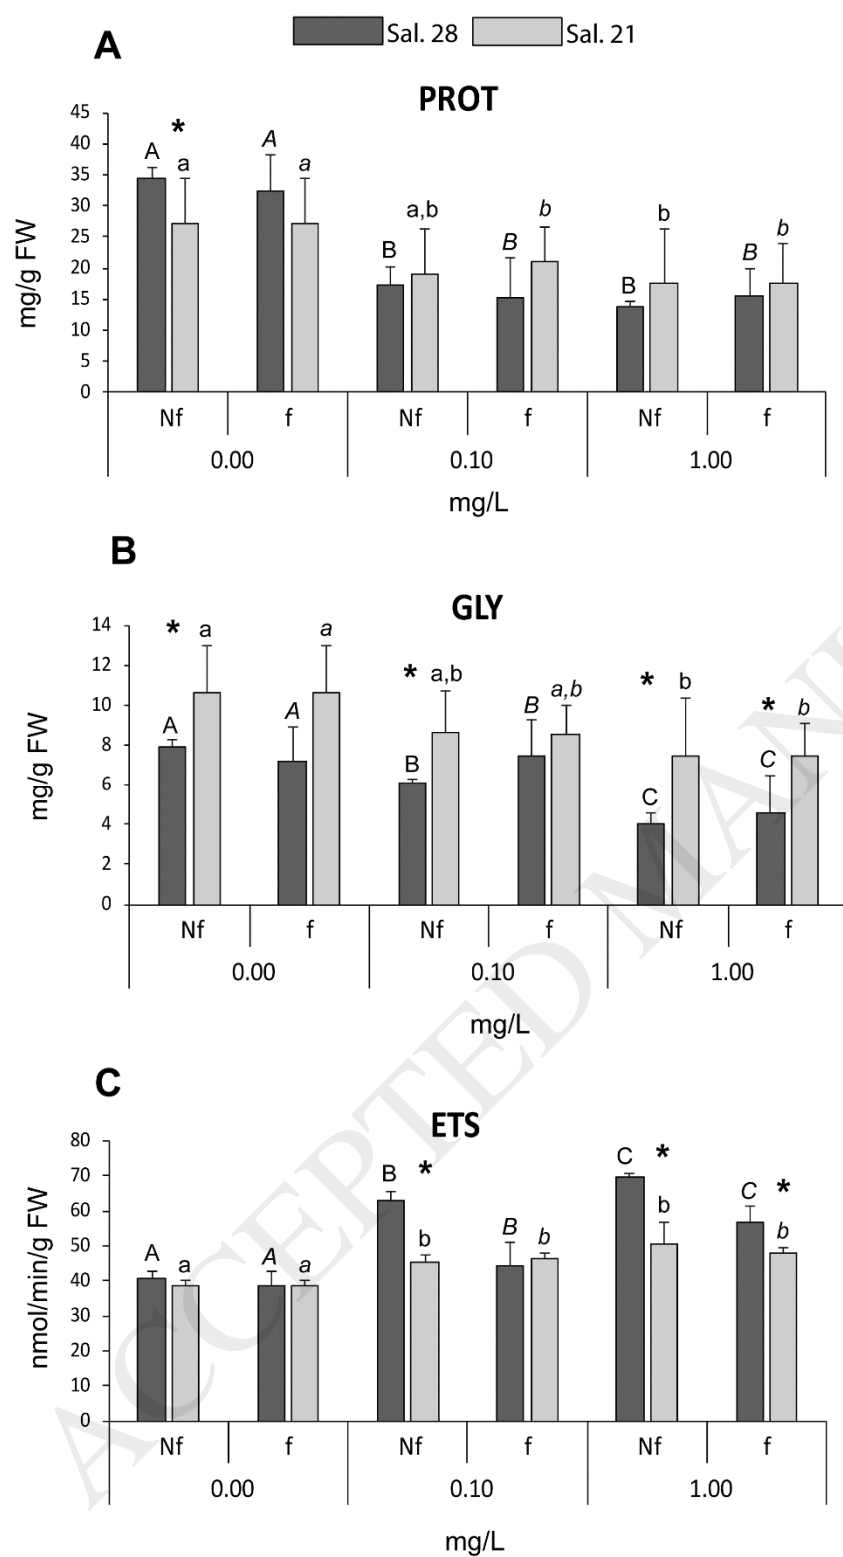 Sal. 28 Sal. 21
A
PROT
45
40
35
30
25
20
15
10
5
0
mg/g FW
A a *
A a
B a,b
B b
B b
B b
Nf f Nf f Nf f
0.00 0.10 1.00
mg/L
B
GLY
14
12
10
8
6
4
2
0
mg/g FW
* A a
A a
* B a,b
B a,b
* C b
* C b
Nf f Nf f Nf f
0.00 0.10 1.00
mg/L
C
ETS
80
70
60
50
40
30
20
10
0
nmol/min/g FW
A a
A a
B b *
B b
C b *
C b *
Nf f Nf f Nf f
0.00 0.10 1.00
mg/L
ACCEPTED